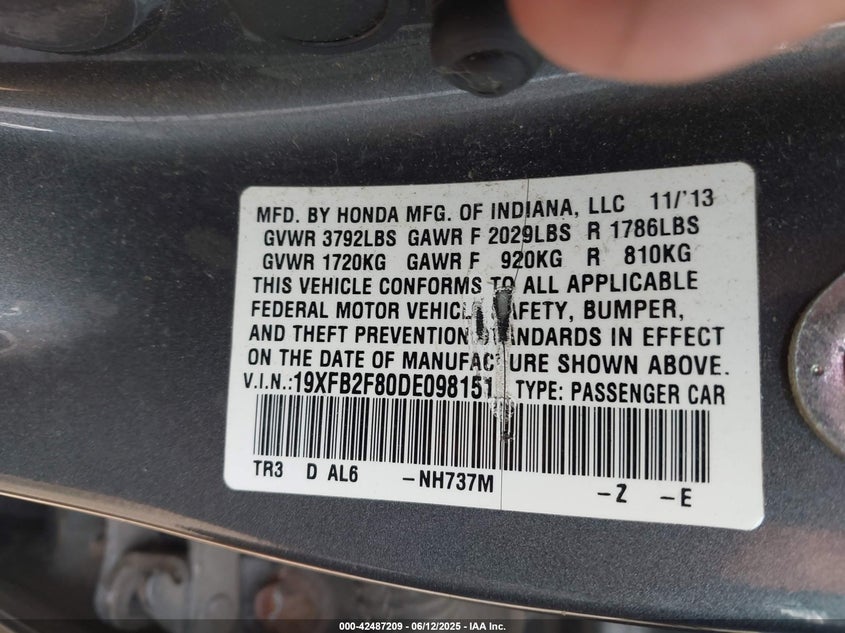 MFD. BY HONDA MFG. OF INDIANA, LLC 11/'13
GVWR 3792LBS GAWR F 2029LBS R 1786LBS
GVWR 1720KG GAWR F 920KG R 810KG
THIS VEHICLE CONFORMS TO ALL APPLICABLE
FEDERAL MOTOR VEHICLE SAFETY, BUMPER,
AND THEFT PREVENTION STANDARDS IN EFFECT
ON THE DATE OF MANUFACTURE SHOWN ABOVE.
V.I.N.:19XFB2F80DE098151 TYPE: PASSENGER CAR
TR3 D AL6 -NH737M -Z -E
000-42487209 - 06/12/2025 - IAA Inc.